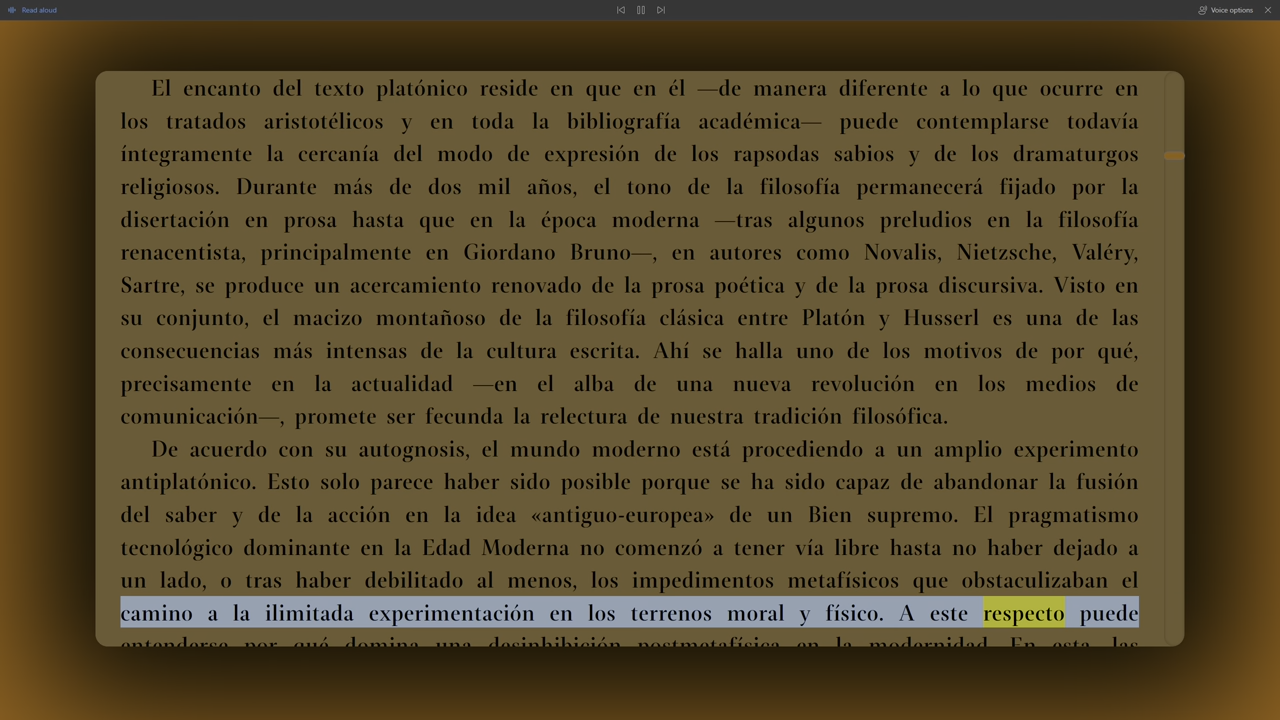 Read aloud
Voice options
El encanto del texto platónico reside en que en él —de manera diferente a lo que ocurre en
los tratados aristotélicos y en toda la bibliografía académica— puede contemplarse todavía
íntegramente la cercanía del modo de expresión de los rapsodas sabios y de los dramaturgos
religiosos. Durante más de dos mil años, el tono de la filosofía permanecerá fijado por la
disertación en prosa hasta que en la época moderna —tras algunos preludios en la filosofía
renacentista, principalmente en Giordano Bruno—, en autores como Novalis, Nietzsche, Valéry,
Sartre, se produce un acercamiento renovado de la prosa poética y de la prosa discursiva. Visto en
su conjunto, el macizo montañoso de la filosofía clásica entre Platón y Husserl es una de las
consecuencias más intensas de la cultura escrita. Ahí se halla uno de los motivos de por qué,
precisamente en la actualidad —en el alba de una nueva revolución en los medios de
comunicación—, promete ser fecunda la relectura de nuestra tradición filosófica.
De acuerdo con su autognosis, el mundo moderno está procediendo a un amplio experimento
antiplatónico. Esto solo parece haber sido posible porque se ha sido capaz de abandonar la fusión
del saber y de la acción en la idea «antiguo-europea» de un Bien supremo. El pragmatismo
tecnológico dominante en la Edad Moderna no comenzó a tener vía libre hasta no haber dejado a
un lado, o tras haber debilitado al menos, los impedimentos metafísicos que obstaculizaban el
camino a la ilimitada experimentación en los terrenos moral y físico. A este respecto puede
entenderse por qué domina una desinhibición postmetafísica en la modernidad. En esta, las